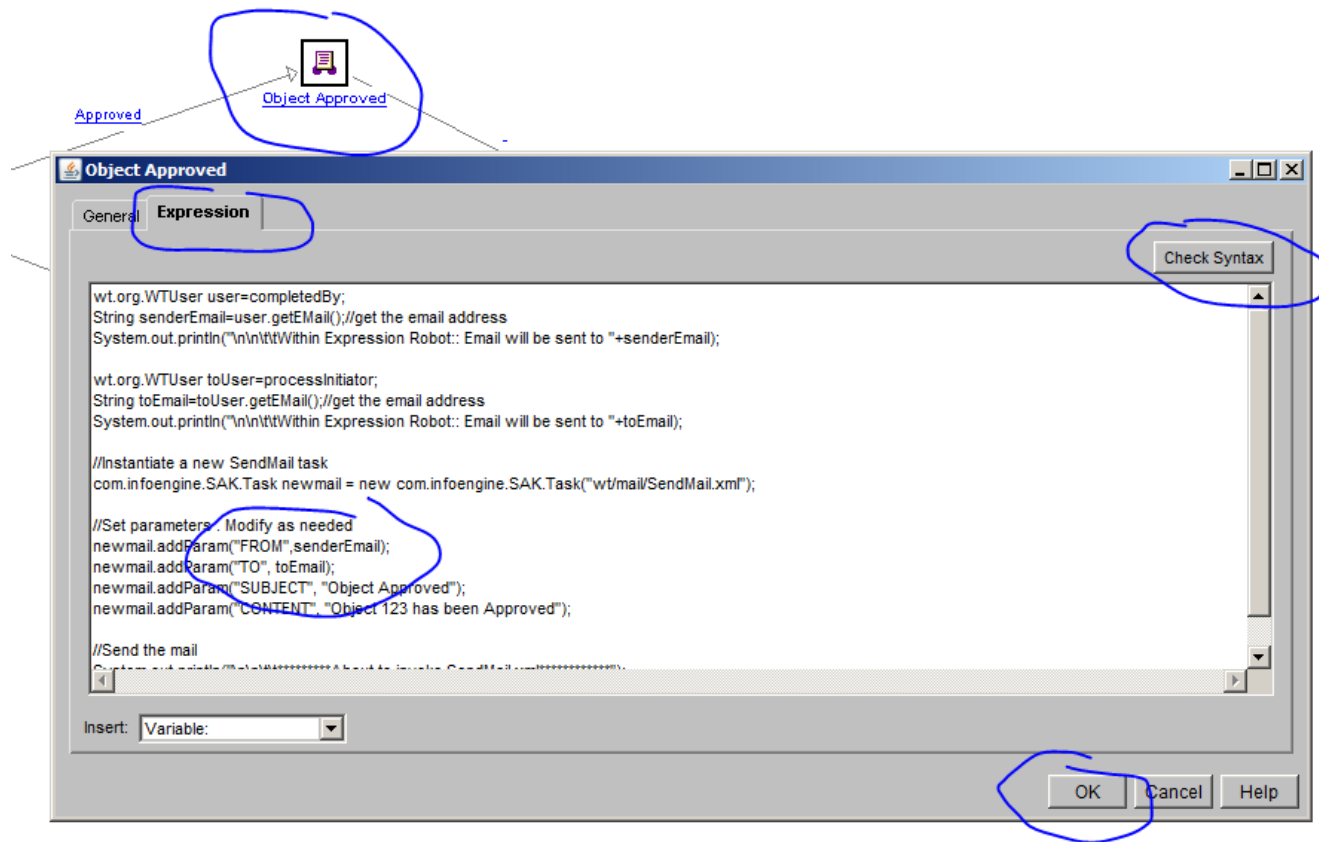 Object Approved
Approved
Object Approved
General Expression
Check Syntax
wt.org.WTUser user=completedBy;
String senderEmail=user.getEMail();//get the email address
System.out.println("\n\n\t\tWithin Expression Robot:: Email will be sent to "+senderEmail);
wt.org.WTUser toUser=processInitiator;
String toEmail=toUser.getEMail();//get the email address
System.out.println("\n\n\t\tWithin Expression Robot:: Email will be sent to "+toEmail);
//Instantiate a new SendMail task
com.infoengine.SAK.Task newmail = new com.infoengine.SAK.Task("wt/mail/SendMail.xml");
//Set parameters . Modify as needed
newmail.addParam("FROM",senderEmail);
newmail.addParam("TO", toEmail);
newmail.addParam("SUBJECT", "Object Approved");
newmail.addParam("CONTENT", "Object 123 has been Approved");
//Send the mail
Insert: Variable:
OK Cancel Help